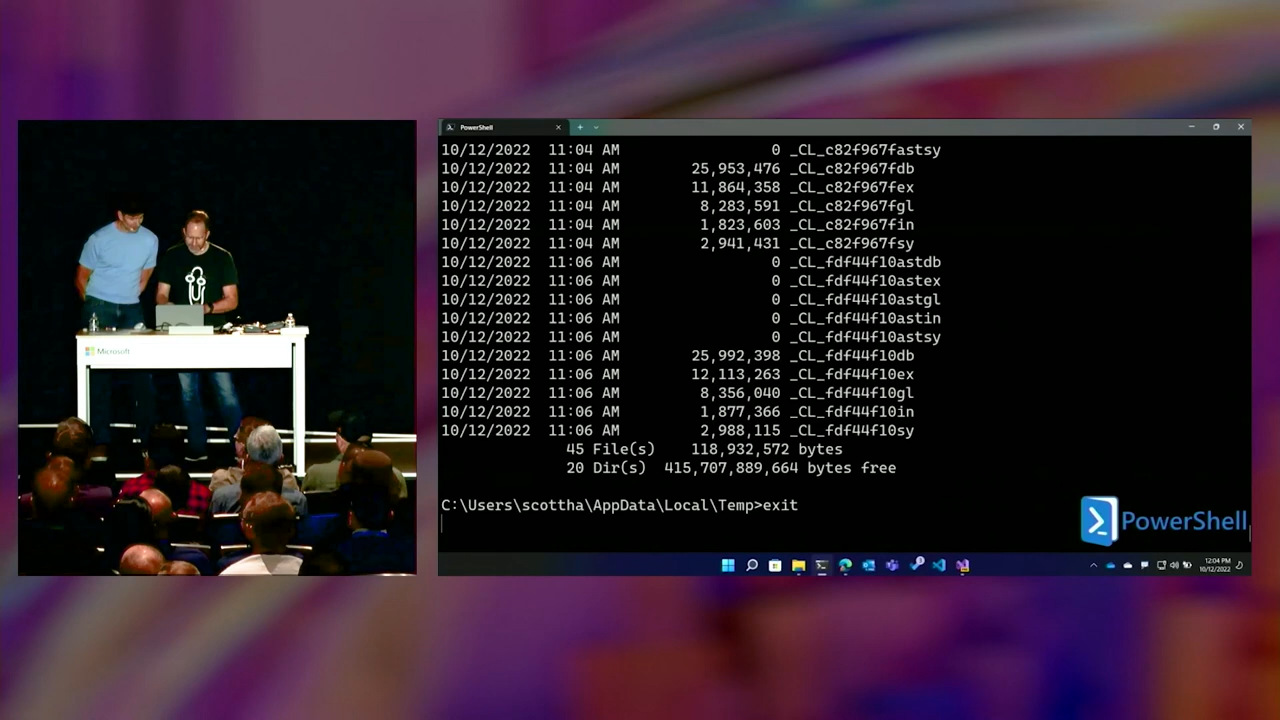 Microsoft
PowerShell
10/12/2022 11:04 AM 0 _CL_c82f967fastsy
10/12/2022 11:04 AM 25,953,476 _CL_c82f967fdb
10/12/2022 11:04 AM 11,864,358 _CL_c82f967fex
10/12/2022 11:04 AM 8,283,591 _CL_c82f967fgl
10/12/2022 11:04 AM 1,823,603 _CL_c82f967fin
10/12/2022 11:04 AM 2,941,431 _CL_c82f967fsy
10/12/2022 11:06 AM 0 _CL_fdf44f10astdb
10/12/2022 11:06 AM 0 _CL_fdf44f10astex
10/12/2022 11:06 AM 0 _CL_fdf44f10astgl
10/12/2022 11:06 AM 0 _CL_fdf44f10astin
10/12/2022 11:06 AM 0 _CL_fdf44f10astsy
10/12/2022 11:06 AM 25,992,398 _CL_fdf44f10db
10/12/2022 11:06 AM 12,113,263 _CL_fdf44f10ex
10/12/2022 11:06 AM 8,356,040 _CL_fdf44f10gl
10/12/2022 11:06 AM 1,877,366 _CL_fdf44f10in
10/12/2022 11:06 AM 2,988,115 _CL_fdf44f10sy
45 File(s) 118,932,572 bytes
20 Dir(s) 415,707,889,664 bytes free
C:\Users\scottha\AppData\Local\Temp>exit
PowerShell
12:04 PM
10/12/2022